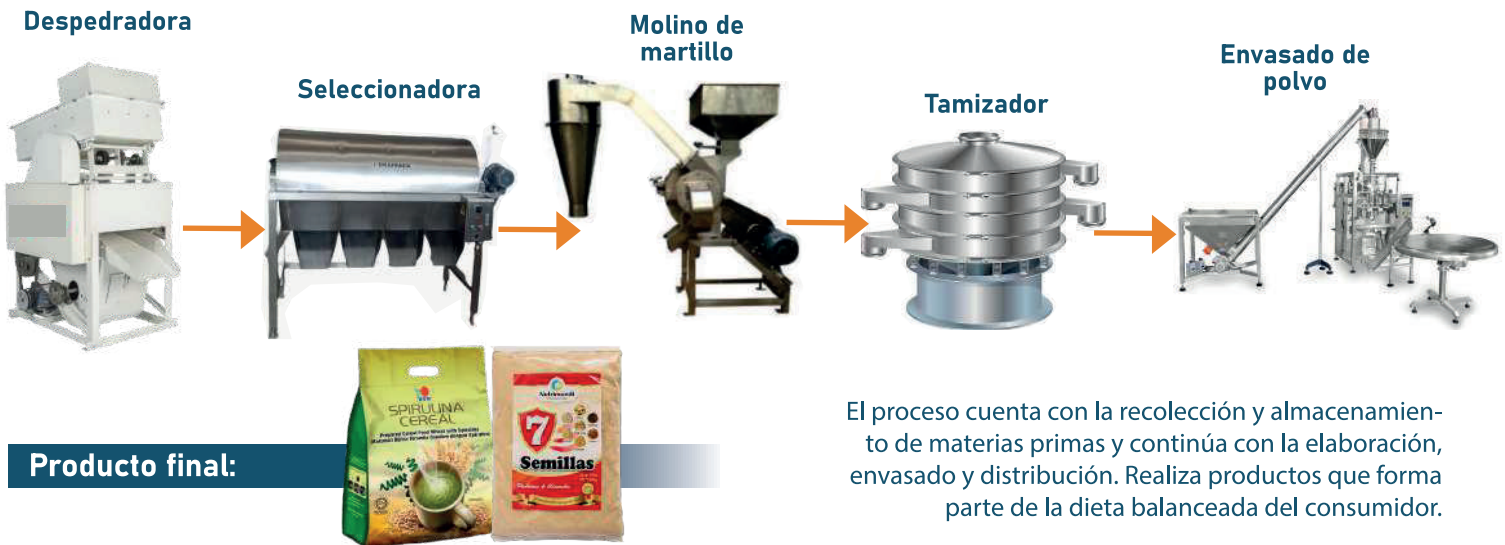 Despedradora
Seleccionadora
Molino de
martillo
Tamizador
Envasado de
polvo
Producto final:
SPIRULINA
CEREAL
7
Semillas
El proceso cuenta con la recolección y almacenamien-
to de materias primas y continúa con la elaboración,
envasado y distribución. Realiza productos que forma
parte de la dieta balanceada del consumidor.